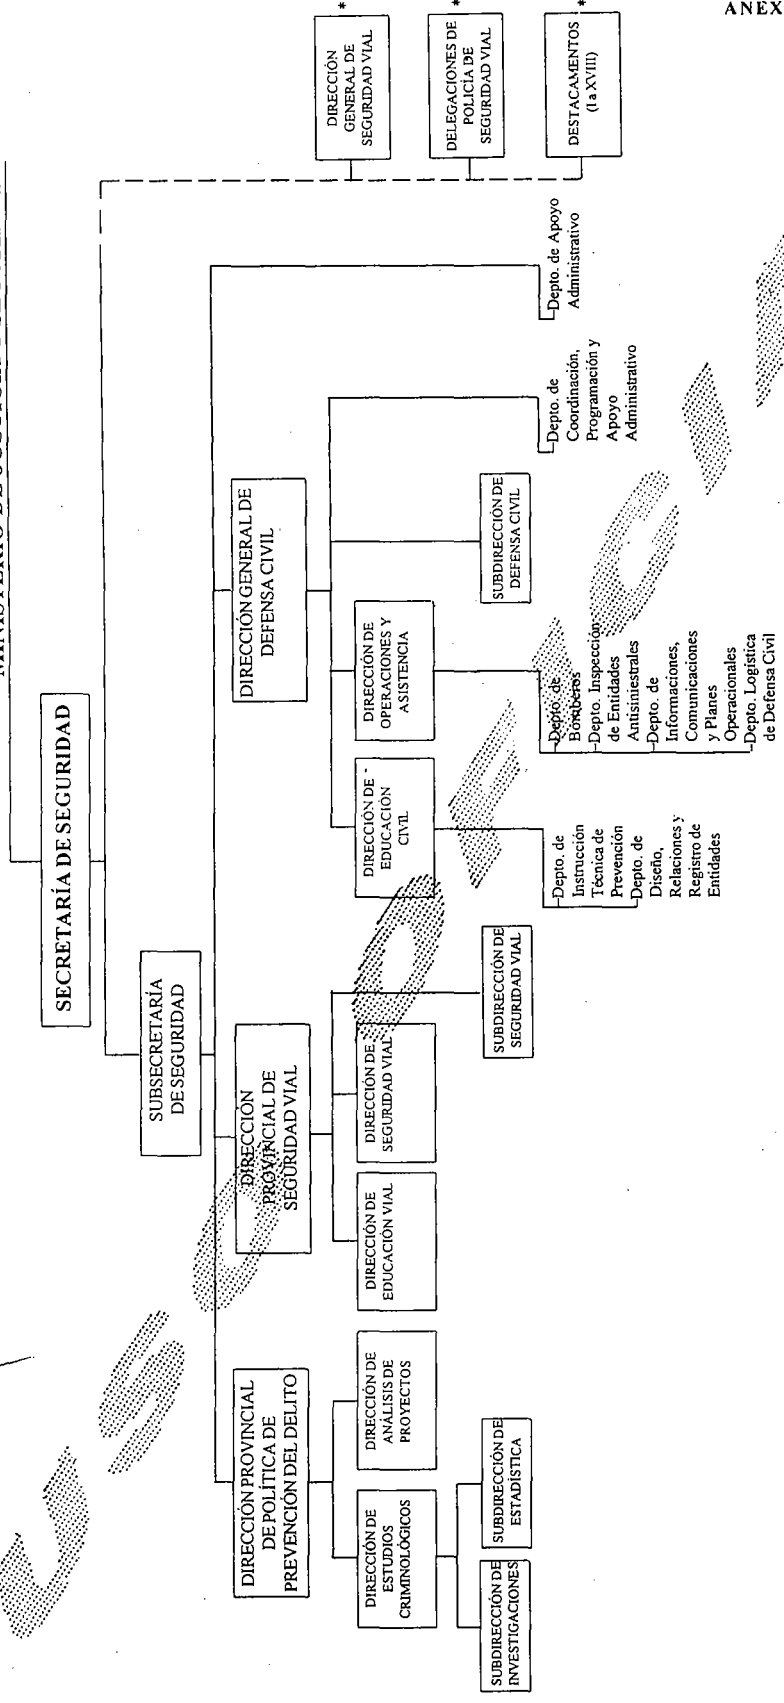 ANEX
SECRETARÍA DE SEGURIDAD
SUBSECRETARÍA
DE SEGURIDAD
DIRECCIÓN PROVINCIAL
DE POLÍTICA DE
PREVENCIÓN DEL DELITO
DIRECCIÓN
PROVINCIAL DE
SEGURIDAD VIAL
DIRECCIÓN GENERAL DE
DEFENSA CIVIL
DIRECCIÓN DE
ESTUDIOS
CRIMINOLÓGICOS
DIRECCIÓN DE
ANÁLISIS DE
PROYECTOS
DIRECCIÓN DE
EDUCACIÓN VIAL
DIRECCIÓN DE
SEGURIDAD VIAL
DIRECCIÓN DE -
EDUCACIÓN
CIVIL
DIRECCIÓN DE
OPERACIONES Y
ASISTENCIA
SUBDIRECCIÓN DE
INVESTIGACIONES
SUBDIRECCIÓN DE
ESTADÍSTICA
SUBDIRECCIÓN DE
SEGURIDAD VIAL
SUBDIRECCIÓN DE
DEFENSA CIVIL
Depto. de
Instrucción
Técnica de
Prevención
Depto. de
Diseño,
Relaciones y
Registro de
Entidades
Depto. de
Bomberos
Depto. Inspección
de Entidades
Antisiniestrales
Depto. de
Informaciones,
Comunicaciones
y Planes
Operacionales
Depto. Logística
de Defensa Civil
Depto. de
Coordinación,
Programación y
Apoyo
Administrativo
Depto. de Apoyo
Administrativo
DIRECCIÓN
GENERAL DE
SEGURIDAD VIAL
*
DELEGACIONES DE
POLICÍA DE
SEGURIDAD VIAL
*
DESTACAMENTOS
(I a XVIII)
*